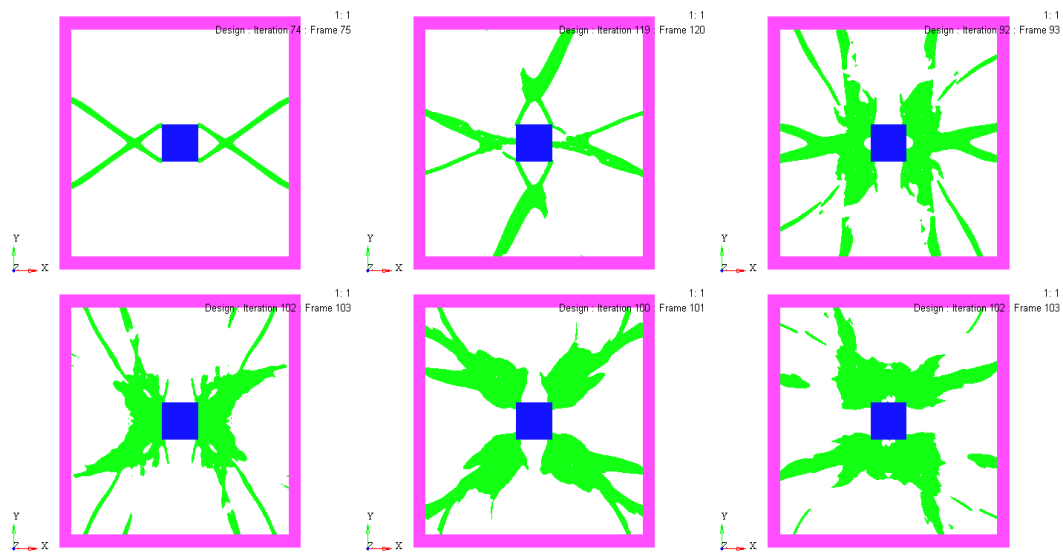 1: 1
Design : Iteration 74 : Frame 75
Y
Z X
1: 1
Design : Iteration 119 : Frame 120
Y
Z X
1: 1
Design : Iteration 92 : Frame 93
Y
Z X
1: 1
Design : Iteration 102 : Frame 103
Y
Z X
1: 1
Design : Iteration 100 : Frame 101
Y
Z X
1: 1
Design : Iteration 102 : Frame 103
Y
Z X